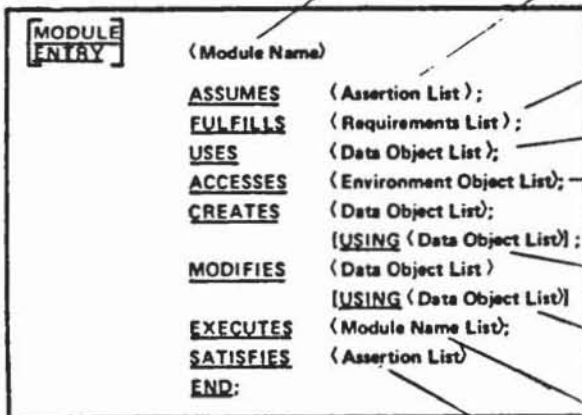 MODULE
ENTRY
⟨Module Name⟩
ASSUMES ⟨Assertion List⟩;
FULFILLS ⟨Requirements List⟩;
USES ⟨Data Object List⟩;
ACCESSES ⟨Environment Object List⟩;
CREATES ⟨Data Object List⟩;
[USING ⟨Data Object List⟩];
MODIFIES ⟨Data Object List⟩
[USING ⟨Data Object List⟩]
EXECUTES ⟨Module Name List⟩;
SATISFIES ⟨Assertion List⟩
END;